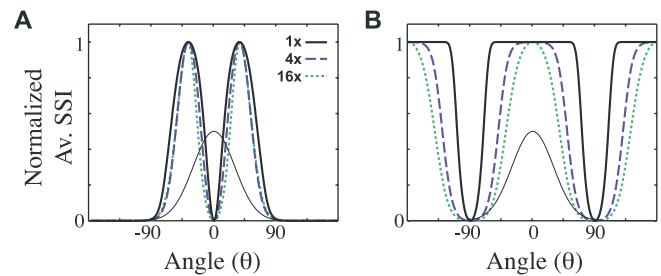 A
B
Normalized
Av. SSI
1
0
1x
4x
16x
-90
0
90
Angle (θ)
1
0
-90
0
90
Angle (θ)